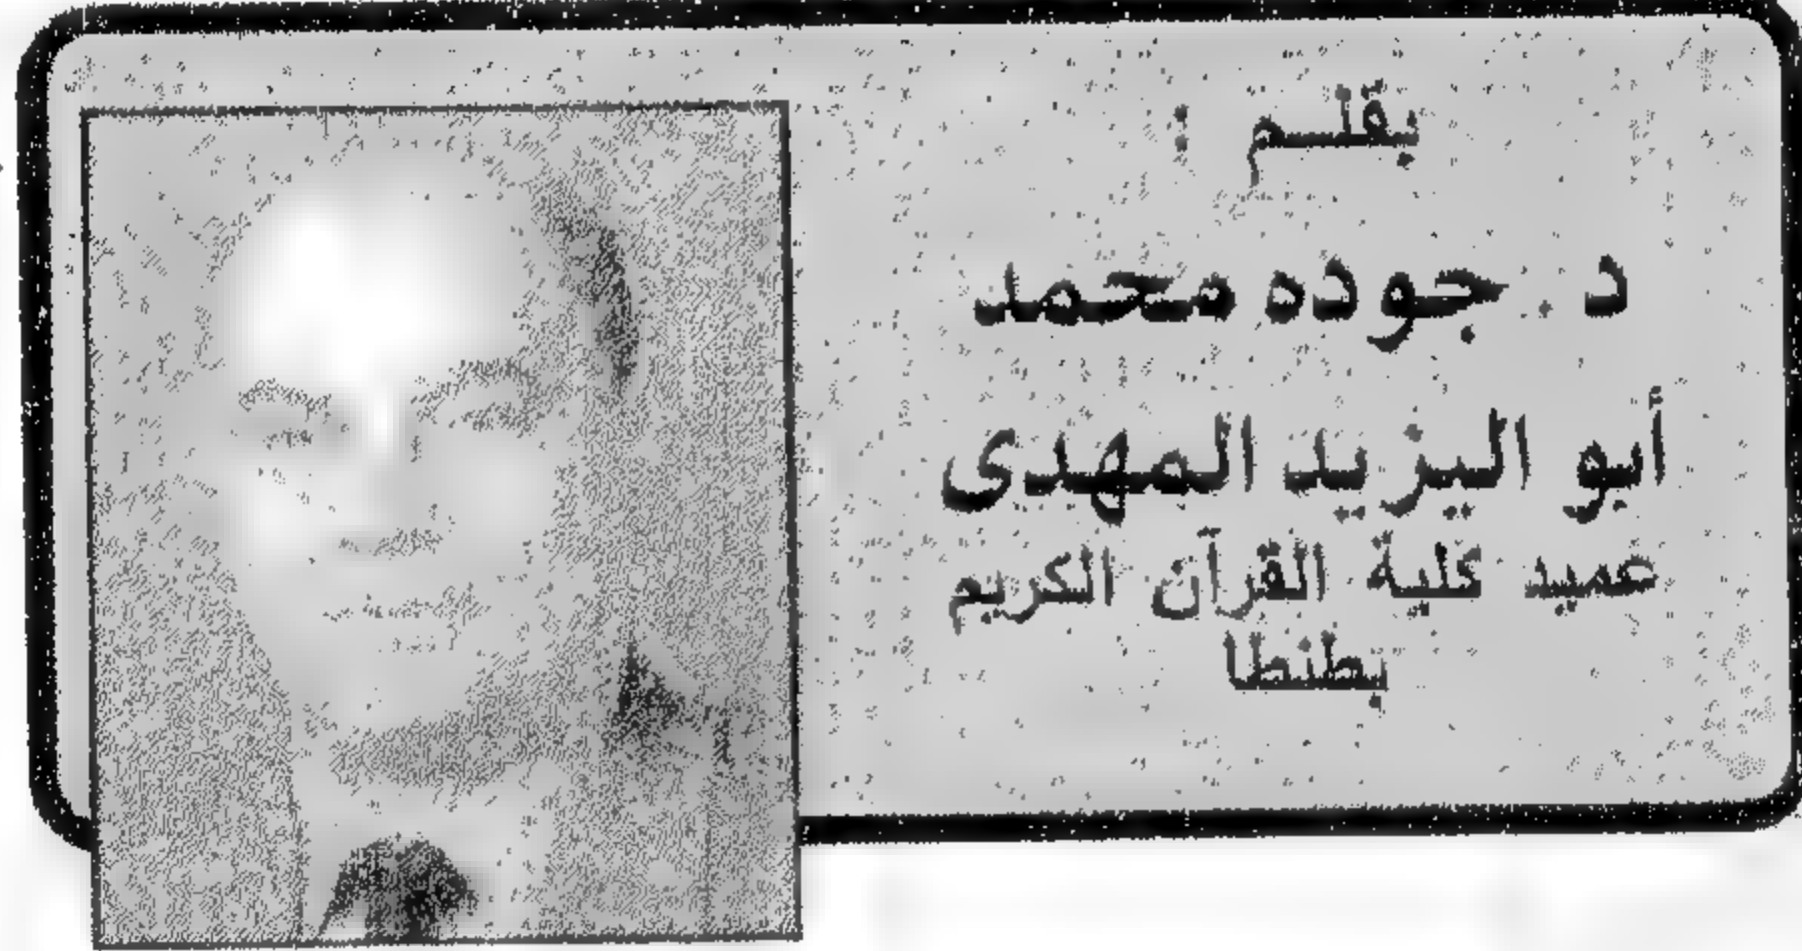 بقلم :
د . جوده محمد
أبو اليزيد المهدى
عميد كلية القرآن الكريم
بطنطا